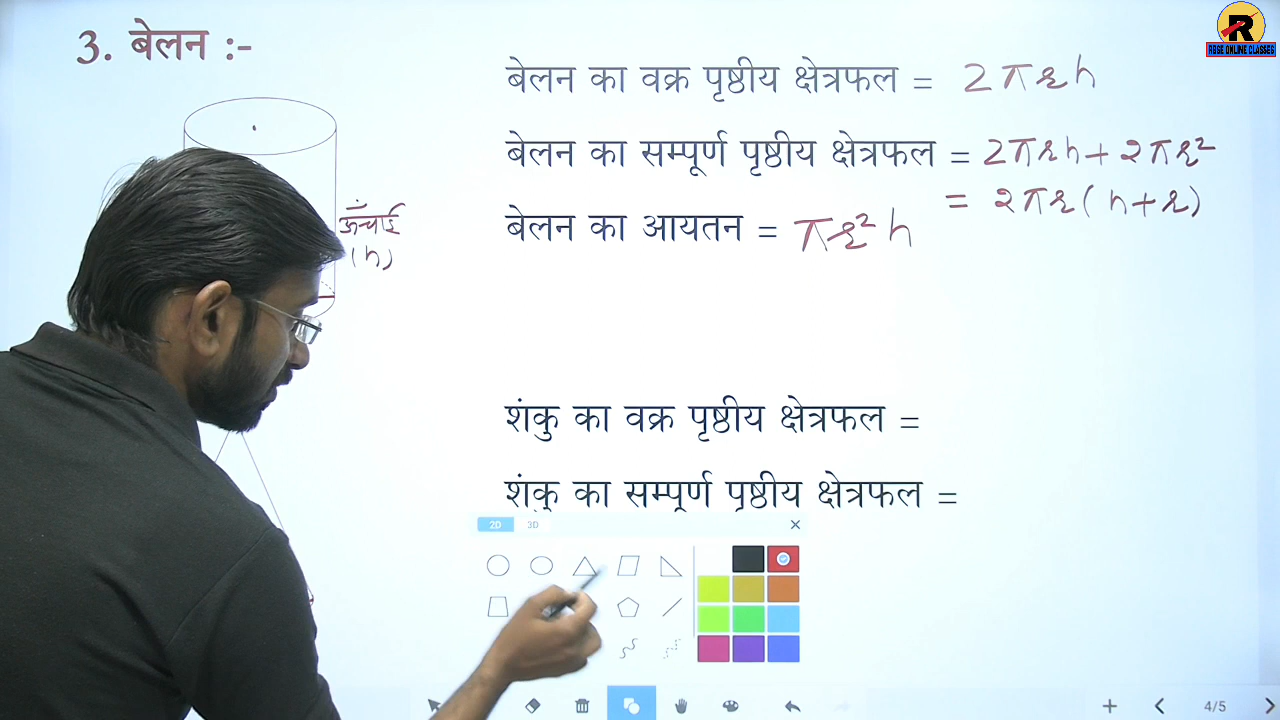 3. बेलन :-
RBGE ONLINE CLASSES
बेलन का वक्र पृष्ठीय क्षेत्रफल = 2πrh
बेलन का सम्पूर्ण पृष्ठीय क्षेत्रफल = 2πrh + 2πr²
= 2πr(h+r)
ऊँचाई
(h)
बेलन का आयतन = πr²h
शंकु का वक्र पृष्ठीय क्षेत्रफल =
शंकु का सम्पूर्ण पृष्ठीय क्षेत्रफल =
2D 3D
4/5